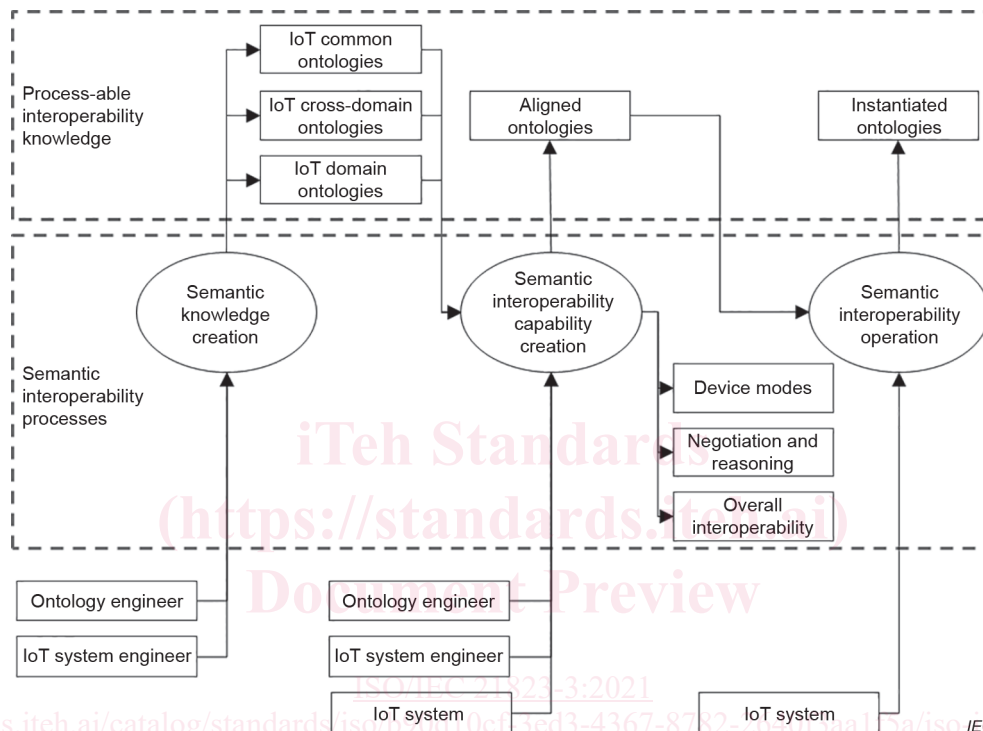 IoT common
ontologies
Process-able
interoperability
knowledge
IoT cross-domain
ontologies
IoT domain
ontologies
Aligned
ontologies
Instantiated
ontologies
Semantic
interoperability
processes
Semantic
knowledge
creation
Semantic
interoperability
capability
creation
Semantic
interoperability
operation
Device modes
Negotiation and
reasoning
Overall
interoperability
iTeh Standards
(https://standards.iteh.ai)
Document Preview
Ontology engineer
IoT system engineer
Ontology engineer
IoT system engineer
IoT system
IoT system
ISO/IEC 21823-3:2021